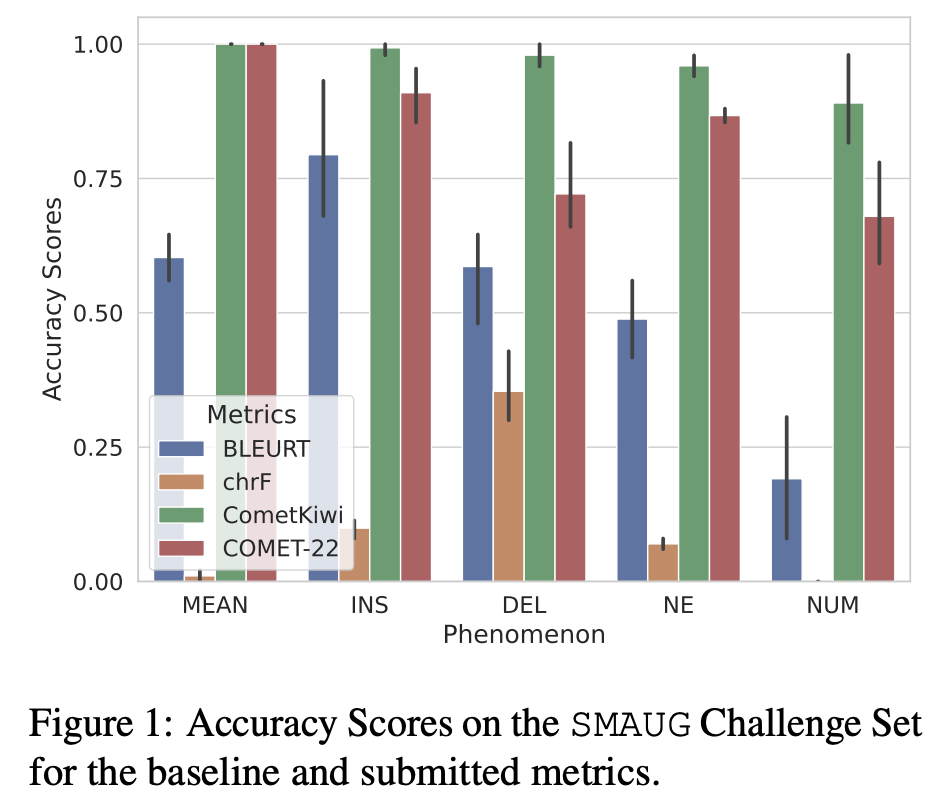 1.00
0.75
0.50
0.25
0.00
Accuracy Scores
Metrics
BLEURT
chrF
CometKiwi
COMET-22
MEAN INS DEL NE NUM
Phenomenon
Figure 1: Accuracy Scores on the SMAUG Challenge Set
for the baseline and submitted metrics.